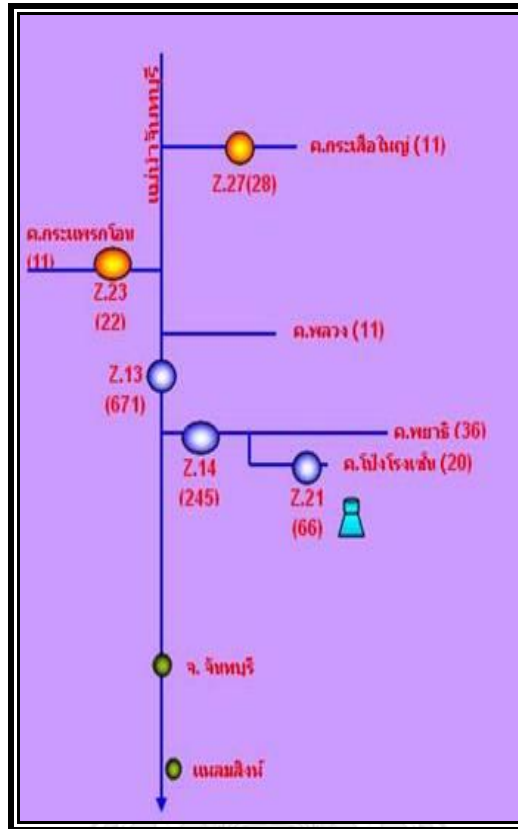 แม่น้ำจันทบุรี
ค.กระเสือใหญ่ (11)
Z.27(28)
ค.กระแพรกโอน
(11)
Z.23
(22)
ค.พลวง (11)
Z.13
(671)
ค.พยาธิ (36)
Z.14
(245)
ค.โป่งโรงเซ็น (20)
Z.21
(66)
จ. จันทบุรี
แหลมสิงห์